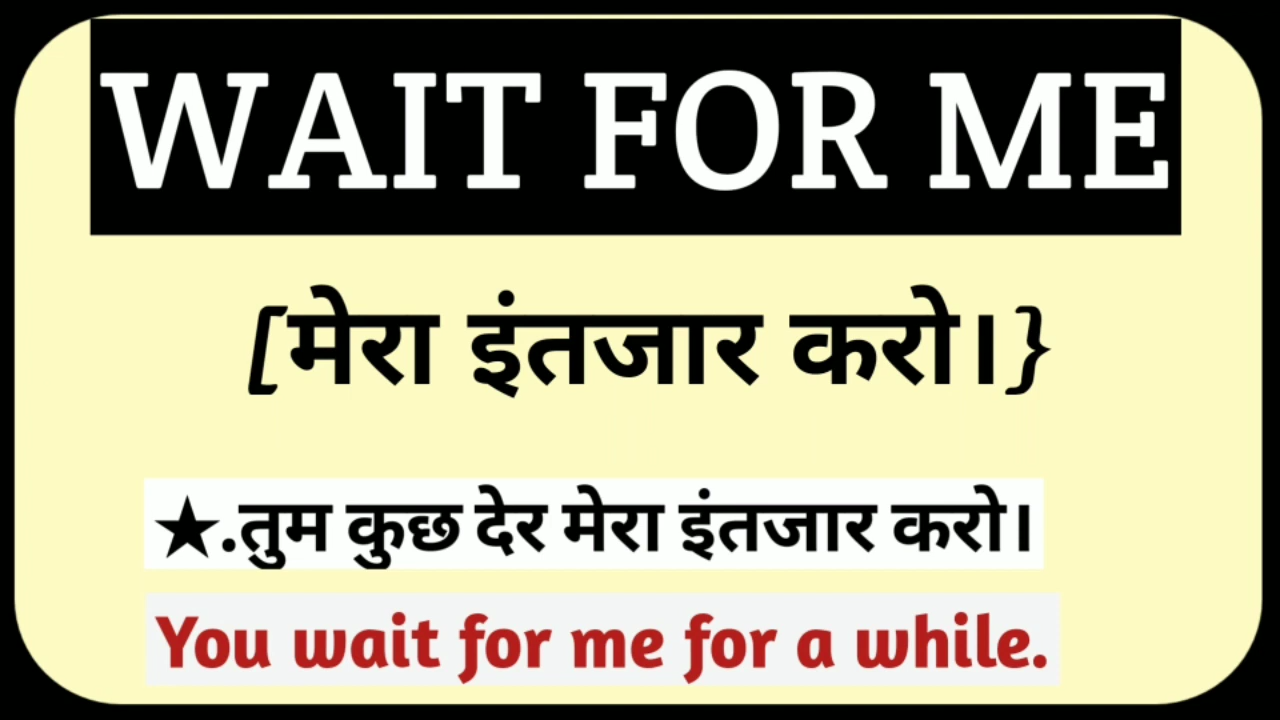 WAIT FOR ME
[मेरा इंतजार करो।}
★.तुम कुछ देर मेरा इंतजार करो।
You wait for me for a while.